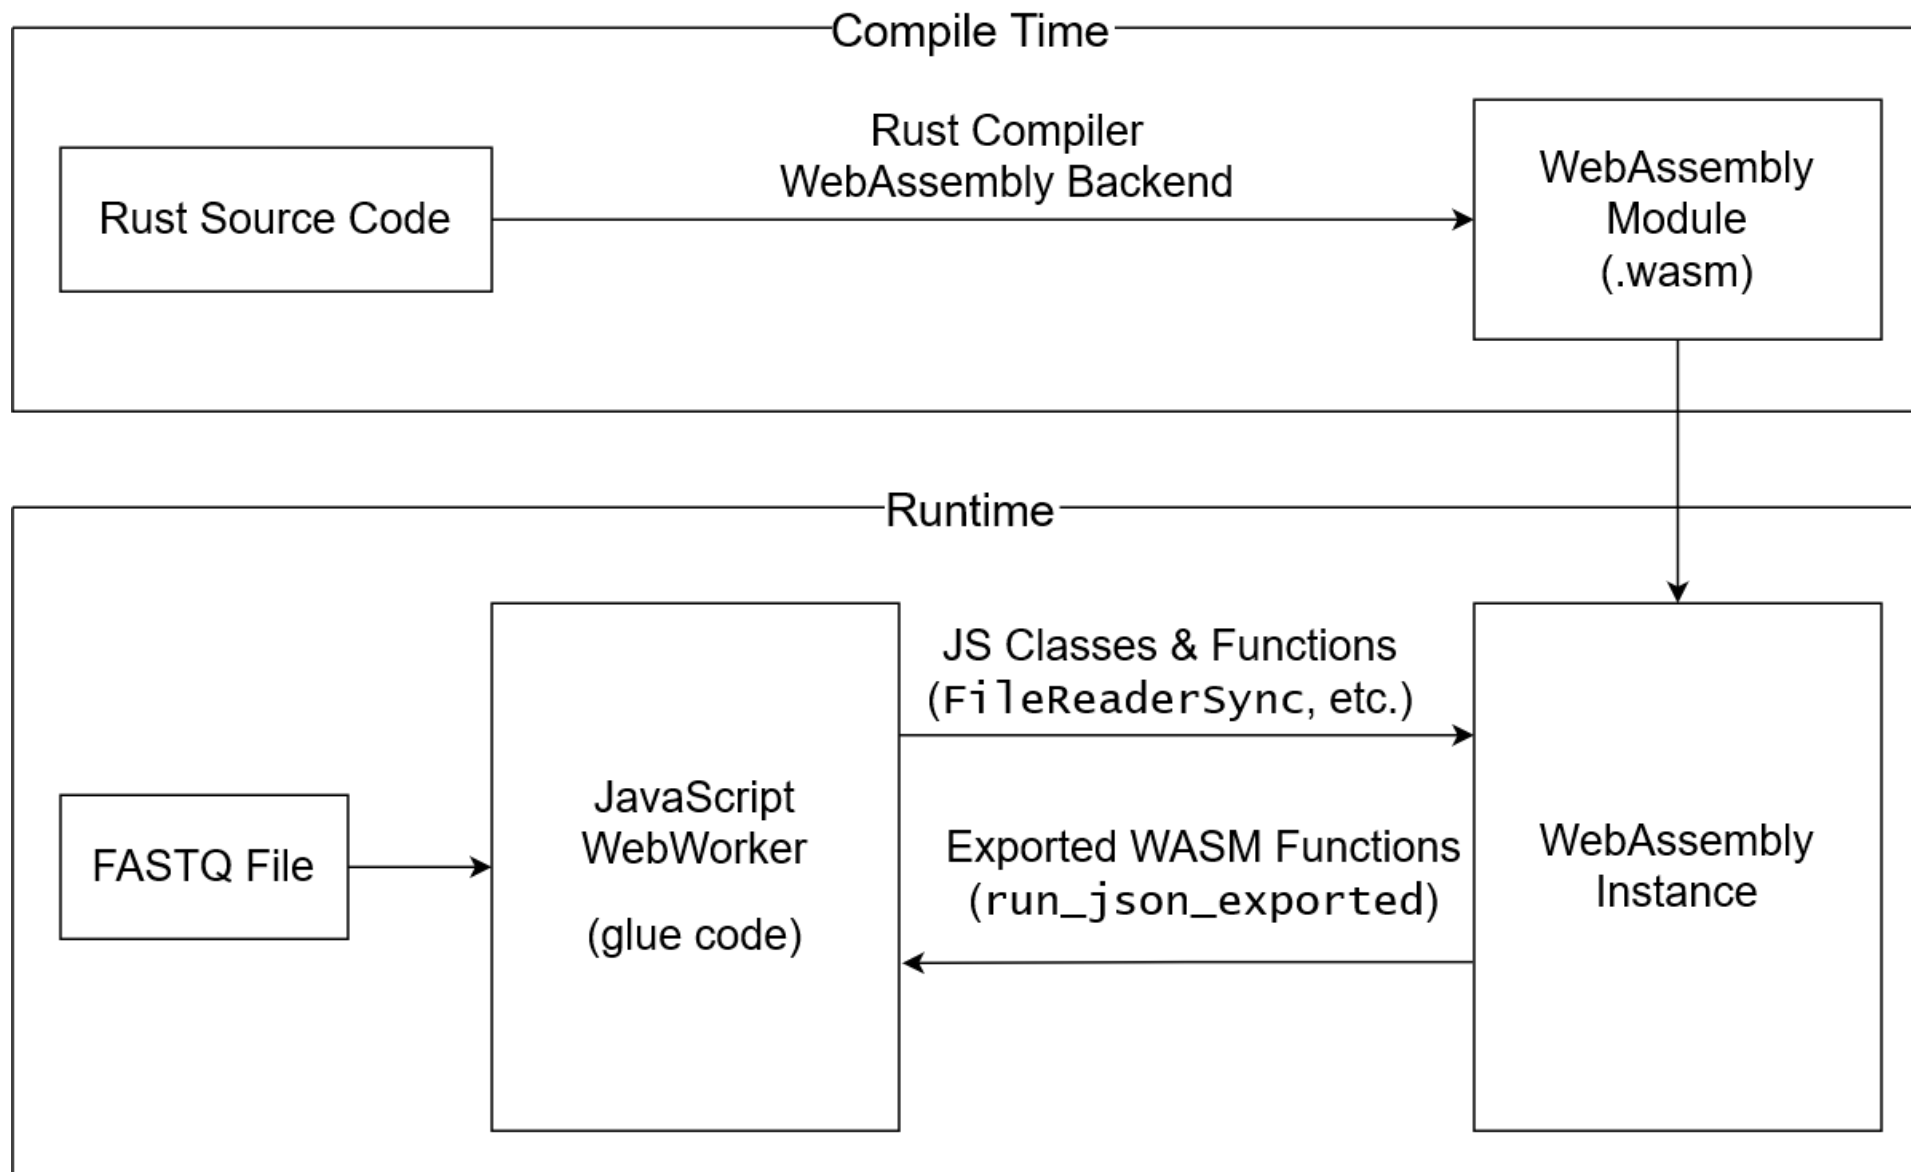 Compile Time
Rust Source Code
Rust Compiler
WebAssembly Backend
WebAssembly
Module
(.wasm)
Runtime
FASTQ File
JavaScript
WebWorker
(glue code)
JS Classes & Functions
(FileReaderSync, etc.)
Exported WASM Functions
(run_json_exported)
WebAssembly
Instance